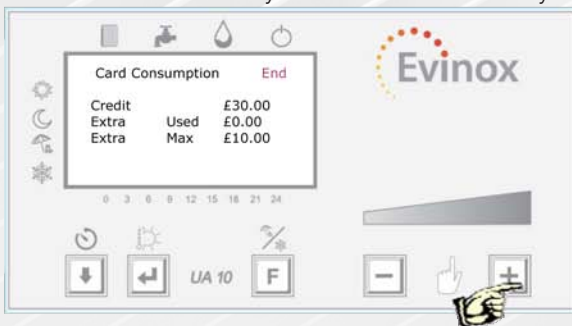 Card Consumption End
Credit £30.00
Extra Used £0.00
Extra Max £10.00
Evinox
0 3 6 9 12 15 18 21 24
UA 10 F
− +